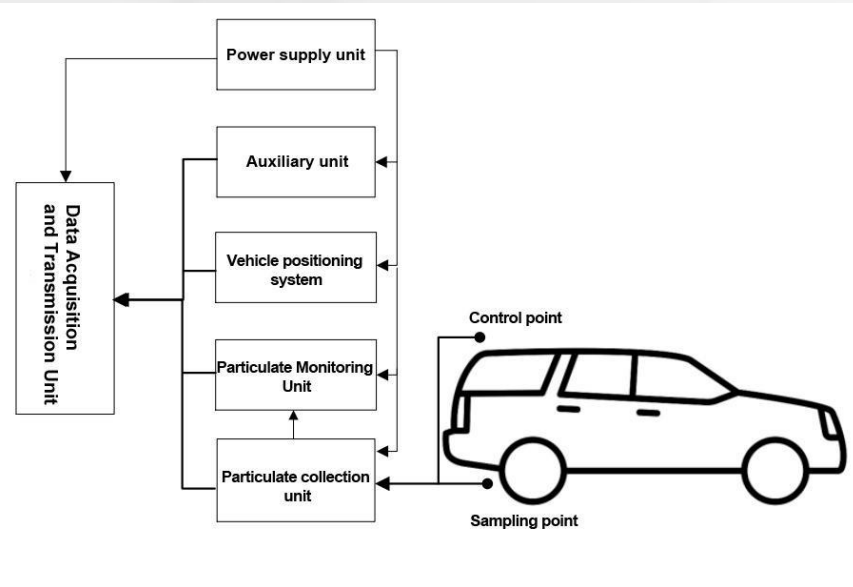 Power supply unit
Auxiliary unit
Data Acquisition
and Transmission Unit
Vehicle positioning
system
Control point
Particulate Monitoring
Unit
Particulate collection
unit
Sampling point